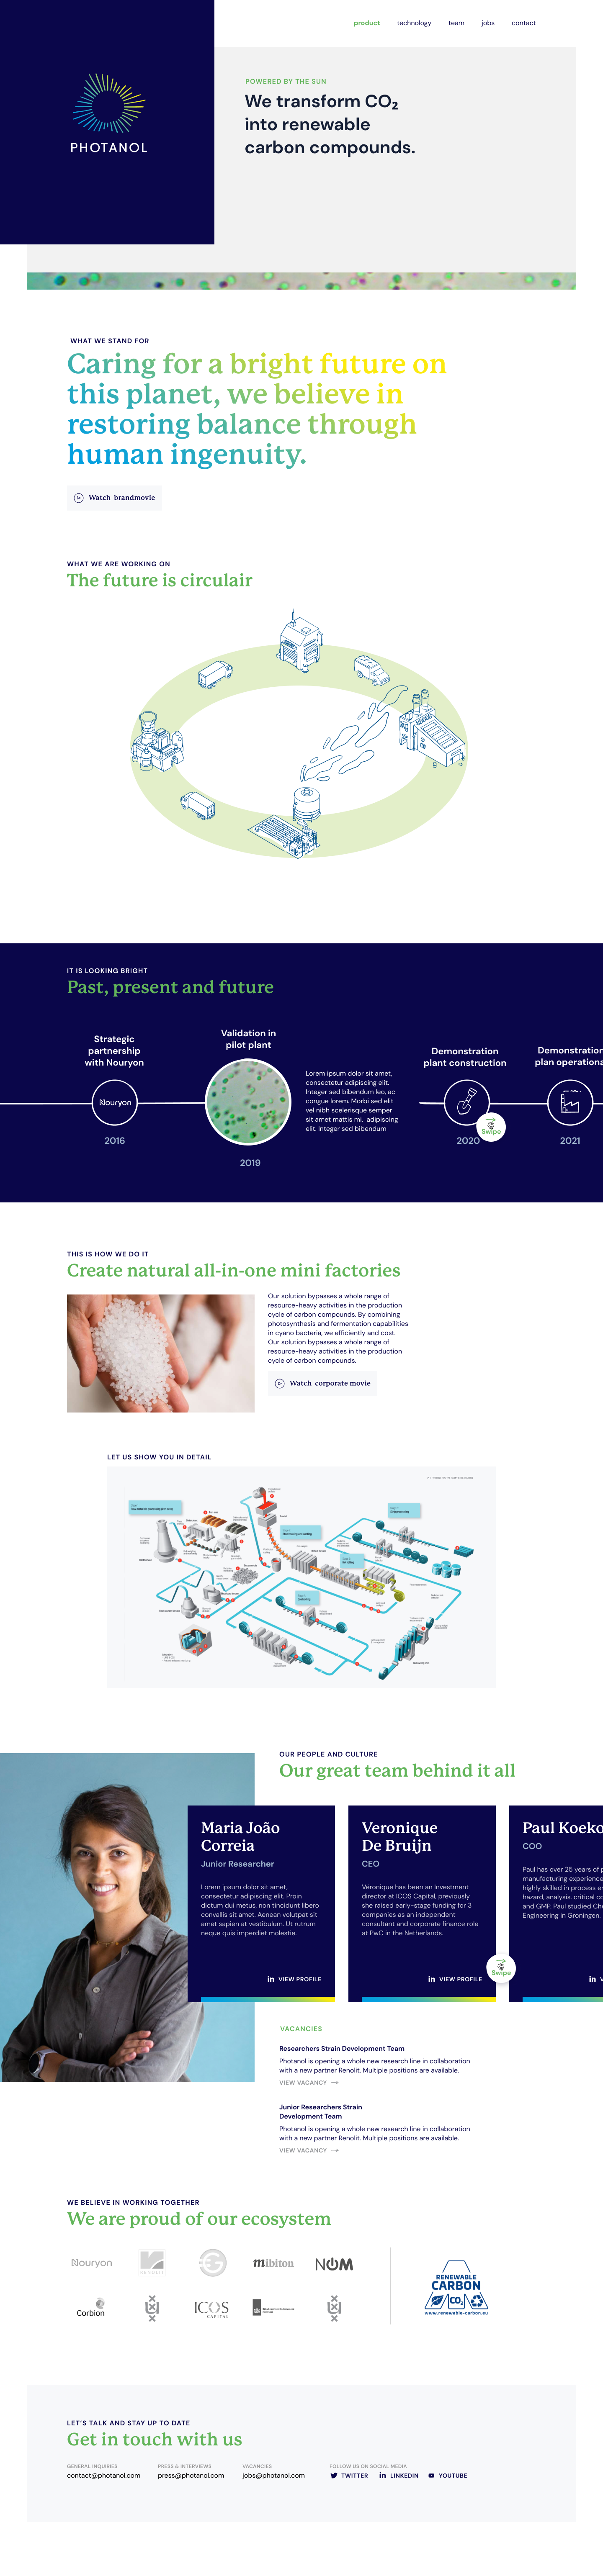 product technology team jobs contact
PHOTANOL
POWERED BY THE SUN
We transform CO₂
into renewable
carbon compounds.
WHAT WE STAND FOR
Caring for a bright future on
this planet, we believe in
restoring balance through
human ingenuity.
Watch brandmovie
WHAT WE ARE WORKING ON
The future is circulair
IT IS LOOKING BRIGHT
Past, present and future
Strategic
partnership
with Nouryon
Nouryon
2016
Validation in
pilot plant
2019
Lorem ipsum dolor sit amet,
consectetur adipiscing elit.
Integer sed bibendum leo, ac
congue lorem. Morbi sed elit
vel nibh scelerisque semper
sit amet mattis mi. adipiscing
elit. Integer sed bibendum
Demonstration
plant construction
2020
Swipe
Demonstration
plan operationa
2021
THIS IS HOW WE DO IT
Create natural all-in-one mini factories
Our solution bypasses a whole range of
resource-heavy activities in the production
cycle of carbon compounds. By combining
photosynthesis and fermentation capabilities
in cyano bacteria, we efficiently and cost.
Our solution bypasses a whole range of
resource-heavy activities in the production
cycle of carbon compounds.
Watch corporate movie
LET US SHOW YOU IN DETAIL
OUR PEOPLE AND CULTURE
Our great team behind it all
Maria João
Correia
Junior Researcher
Lorem ipsum dolor sit amet,
consectetur adipiscing elit. Proin
dictum dui metus, non tincidunt libero
convallis sit amet. Aenean volutpat sit
amet sapien at vestibulum. Ut rutrum
neque quis imperdiet molestie.
in VIEW PROFILE
Veronique
De Bruijn
CEO
Véronique has been an Investment
director at ICOS Capital, previously
she raised early-stage funding for 3
companies as an independent
consultant and corporate finance role
at PwC in the Netherlands.
in VIEW PROFILE
Swipe
Paul Koeko
COO
Paul has over 25 years of p
manufacturing experience
highly skilled in process e
hazard, analysis, critical co
and GMP. Paul studied Che
Engineering in Groningen.
in V
VACANCIES
Researchers Strain Development Team
Photanol is opening a whole new research line in collaboration
with a new partner Renolit. Multiple positions are available.
VIEW VACANCY
Junior Researchers Strain
Development Team
Photanol is opening a whole new research line in collaboration
with a new partner Renolit. Multiple positions are available.
VIEW VACANCY
WE BELIEVE IN WORKING TOGETHER
We are proud of our ecosystem
Nouryon
RENOLIT
mibiton
NOM
Corbion
ICOS
CAPITAL
RENEWABLE
CARBON
CO₂
www.renewable-carbon.eu
LET'S TALK AND STAY UP TO DATE
Get in touch with us
GENERAL INQUIRIES
contact@photanol.com
PRESS & INTERVIEWS
press@photanol.com
VACANCIES
jobs@photanol.com
FOLLOW US ON SOCIAL MEDIA
TWITTER in LINKEDIN YOUTUBE